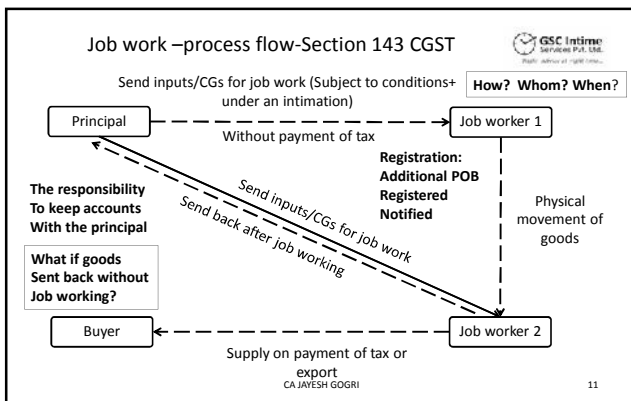 Job work –process flow-Section 143 CGST
GSC Intime
Services Pvt. Ltd.
Send inputs/CGs for job work (Subject to conditions+
under an intimation)
How? Whom? When?
Principal
Job worker 1
Without payment of tax
Registration:
Additional POB
Registered
Notified
The responsibility
To keep accounts
With the principal
Send inputs/CGs for job work
Send back after job working
Physical
movement of
goods
What if goods
Sent back without
Job working?
Buyer
Job worker 2
Supply on payment of tax or
export
CA JAYESH GOGRI
11